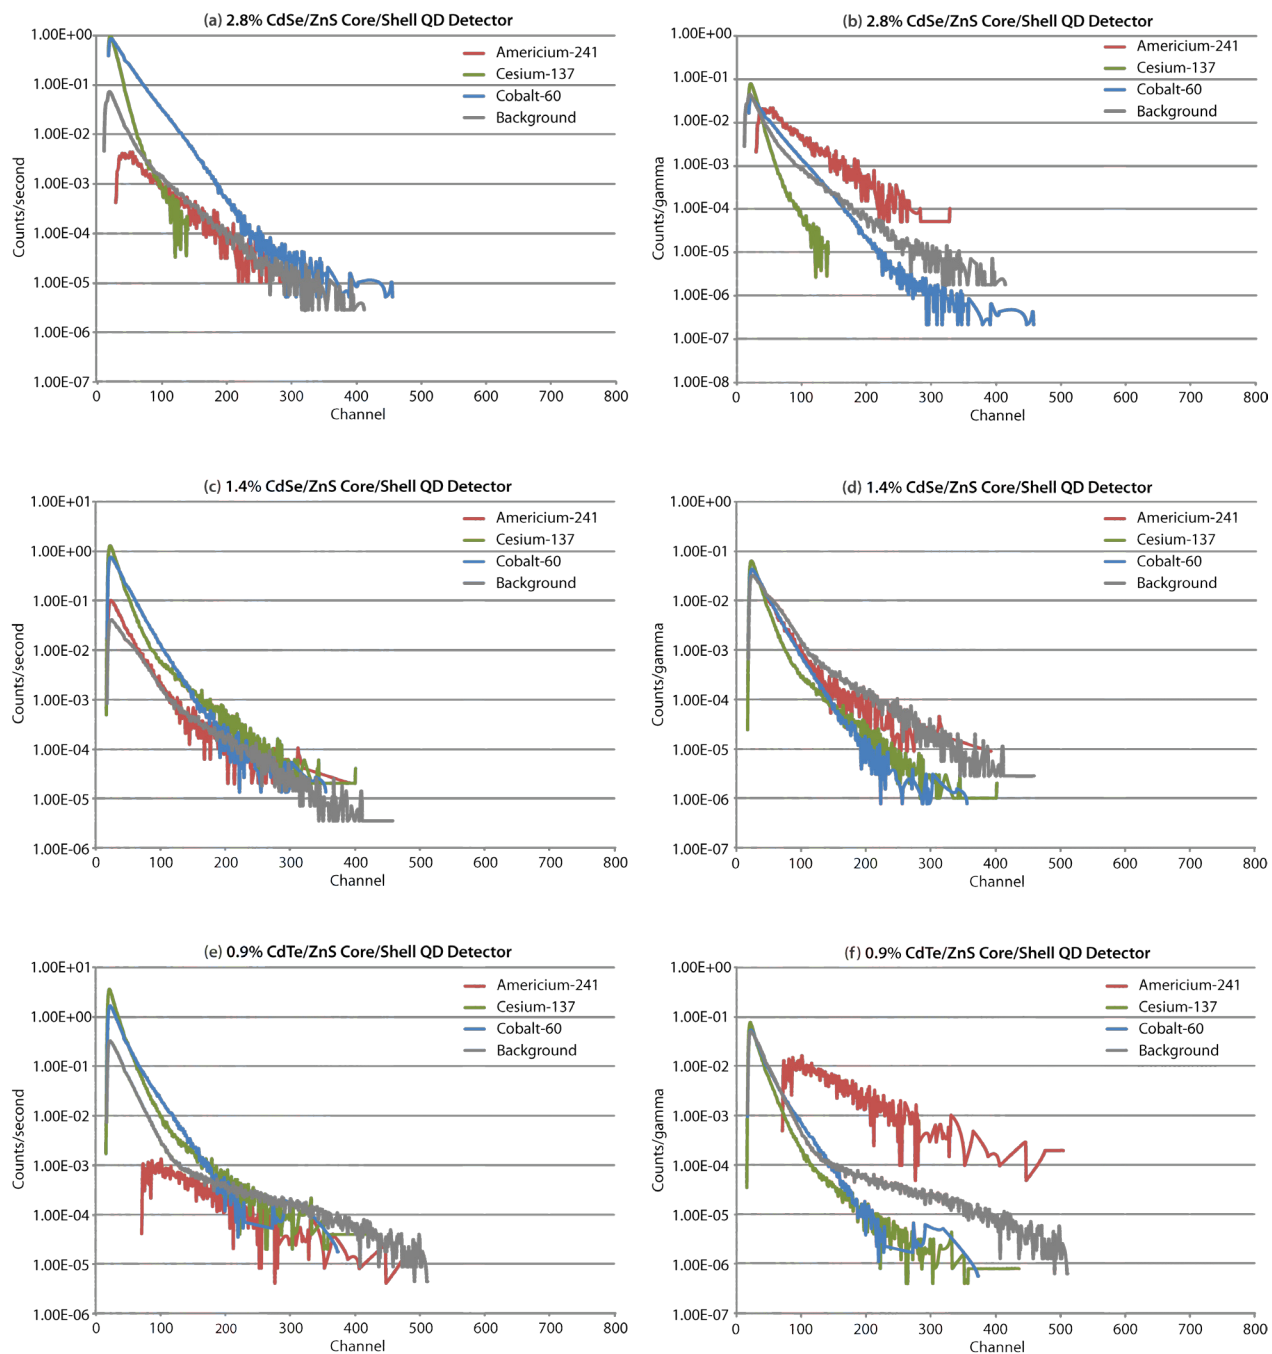 (a) 2.8% CdSe/ZnS Core/Shell QD Detector
1.00E+00
1.00E-01
1.00E-02
1.00E-03
1.00E-04
1.00E-05
1.00E-06
1.00E-07
Counts/second
Americium-241
Cesium-137
Cobalt-60
Background
0 100 200 300 400 500 600 700 800
Channel
(b) 2.8% CdSe/ZnS Core/Shell QD Detector
1.00E+00
1.00E-01
1.00E-02
1.00E-03
1.00E-04
1.00E-05
1.00E-06
1.00E-07
1.00E-08
Counts/gamma
Americium-241
Cesium-137
Cobalt-60
Background
0 100 200 300 400 500 600 700 800
Channel
(c) 1.4% CdSe/ZnS Core/Shell QD Detector
1.00E+01
1.00E+00
1.00E-01
1.00E-02
1.00E-03
1.00E-04
1.00E-05
1.00E-06
Counts/second
Americium-241
Cesium-137
Cobalt-60
Background
0 100 200 300 400 500 600 700 800
Channel
(d) 1.4% CdSe/ZnS Core/Shell QD Detector
1.00E+00
1.00E-01
1.00E-02
1.00E-03
1.00E-04
1.00E-05
1.00E-06
1.00E-07
Counts/gamma
Americium-241
Cesium-137
Cobalt-60
Background
0 100 200 300 400 500 600 700 800
Channel
(e) 0.9% CdTe/ZnS Core/Shell QD Detector
1.00E+01
1.00E+00
1.00E-01
1.00E-02
1.00E-03
1.00E-04
1.00E-05
1.00E-06
Counts/second
Americium-241
Cesium-137
Cobalt-60
Background
0 100 200 300 400 500 600 700 800
Channel
(f) 0.9% CdTe/ZnS Core/Shell QD Detector
1.00E+00
1.00E-01
1.00E-02
1.00E-03
1.00E-04
1.00E-05
1.00E-06
1.00E-07
Counts/gamma
Americium-241
Cesium-137
Cobalt-60
Background
0 100 200 300 400 500 600 700 800
Channel